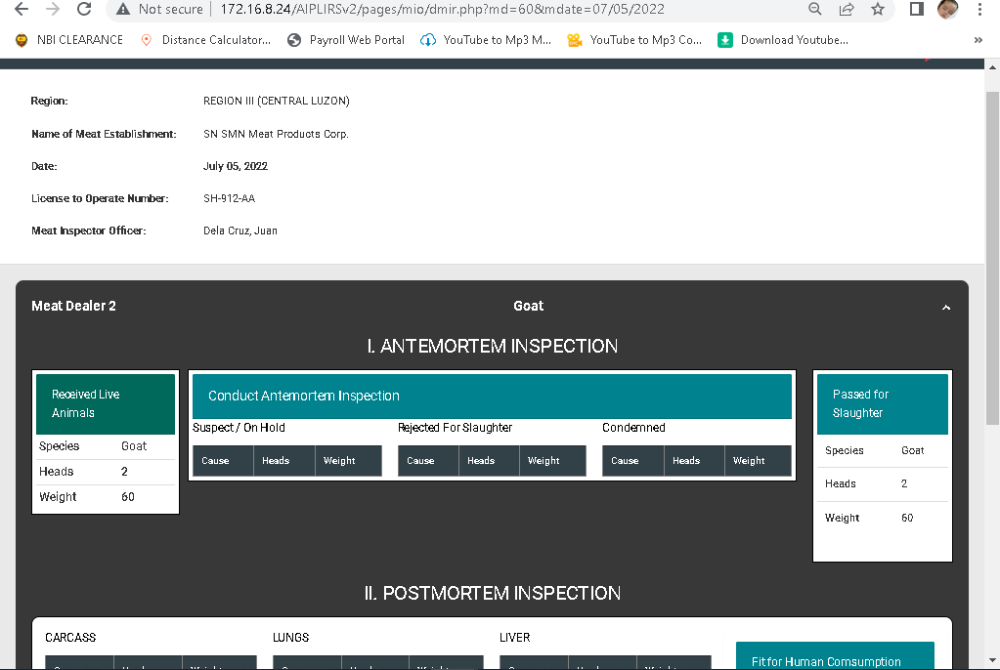 Not secure | 172.16.8.24/AIPLIRSv2/pages/mio/dmir.php?md=60&mdate=07/05/2022
NBI CLEARANCE Distance Calculator... Payroll Web Portal YouTube to Mp3 M... YouTube to Mp3 Co... Download Youtube... »
Region: REGION III (CENTRAL LUZON)
Name of Meat Establishment: SN SMN Meat Products Corp.
Date: July 05, 2022
License to Operate Number: SH-912-AA
Meat Inspector Officer: Dela Cruz, Juan
Meat Dealer 2 Goat
I. ANTEMORTEM INSPECTION
Received Live
Animals
Species Goat
Heads 2
Weight 60
Conduct Antemortem Inspection
Suspect / On Hold Rejected For Slaughter Condemned
Cause Heads Weight Cause Heads Weight Cause Heads Weight
Passed for
Slaughter
Species Goat
Heads 2
Weight 60
II. POSTMORTEM INSPECTION
CARCASS LUNGS LIVER
Fit for Human Comsumption